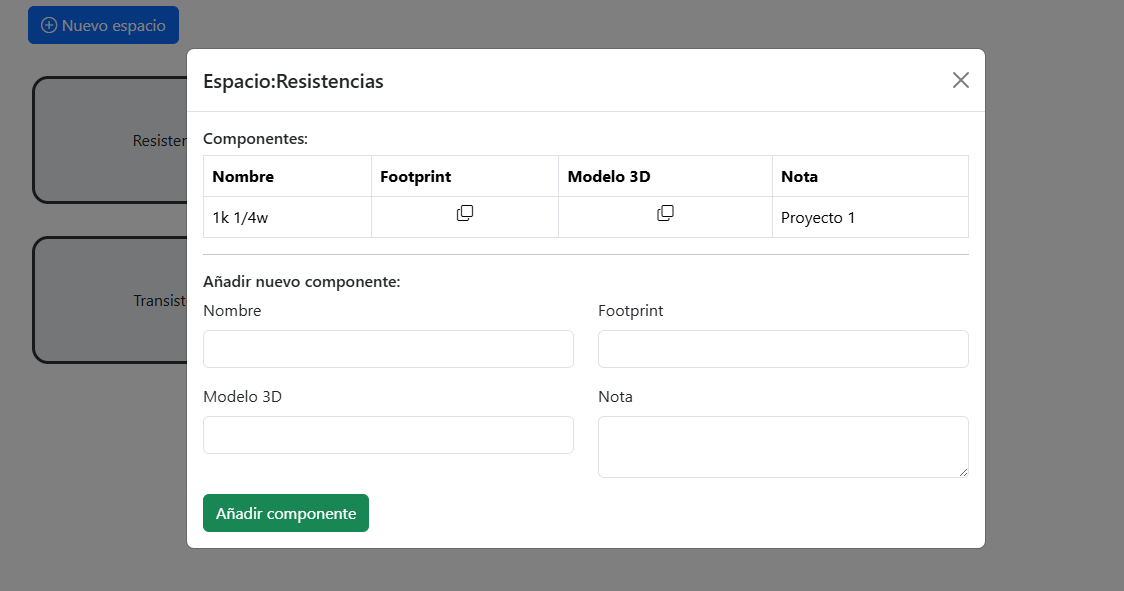 Nuevo espacio
Espacio:Resistencias
Componentes:
Nombre Footprint Modelo 3D Nota
1k 1/4w Proyecto 1
Añadir nuevo componente:
Nombre Footprint
Modelo 3D Nota
Añadir componente
Resisten
Transist